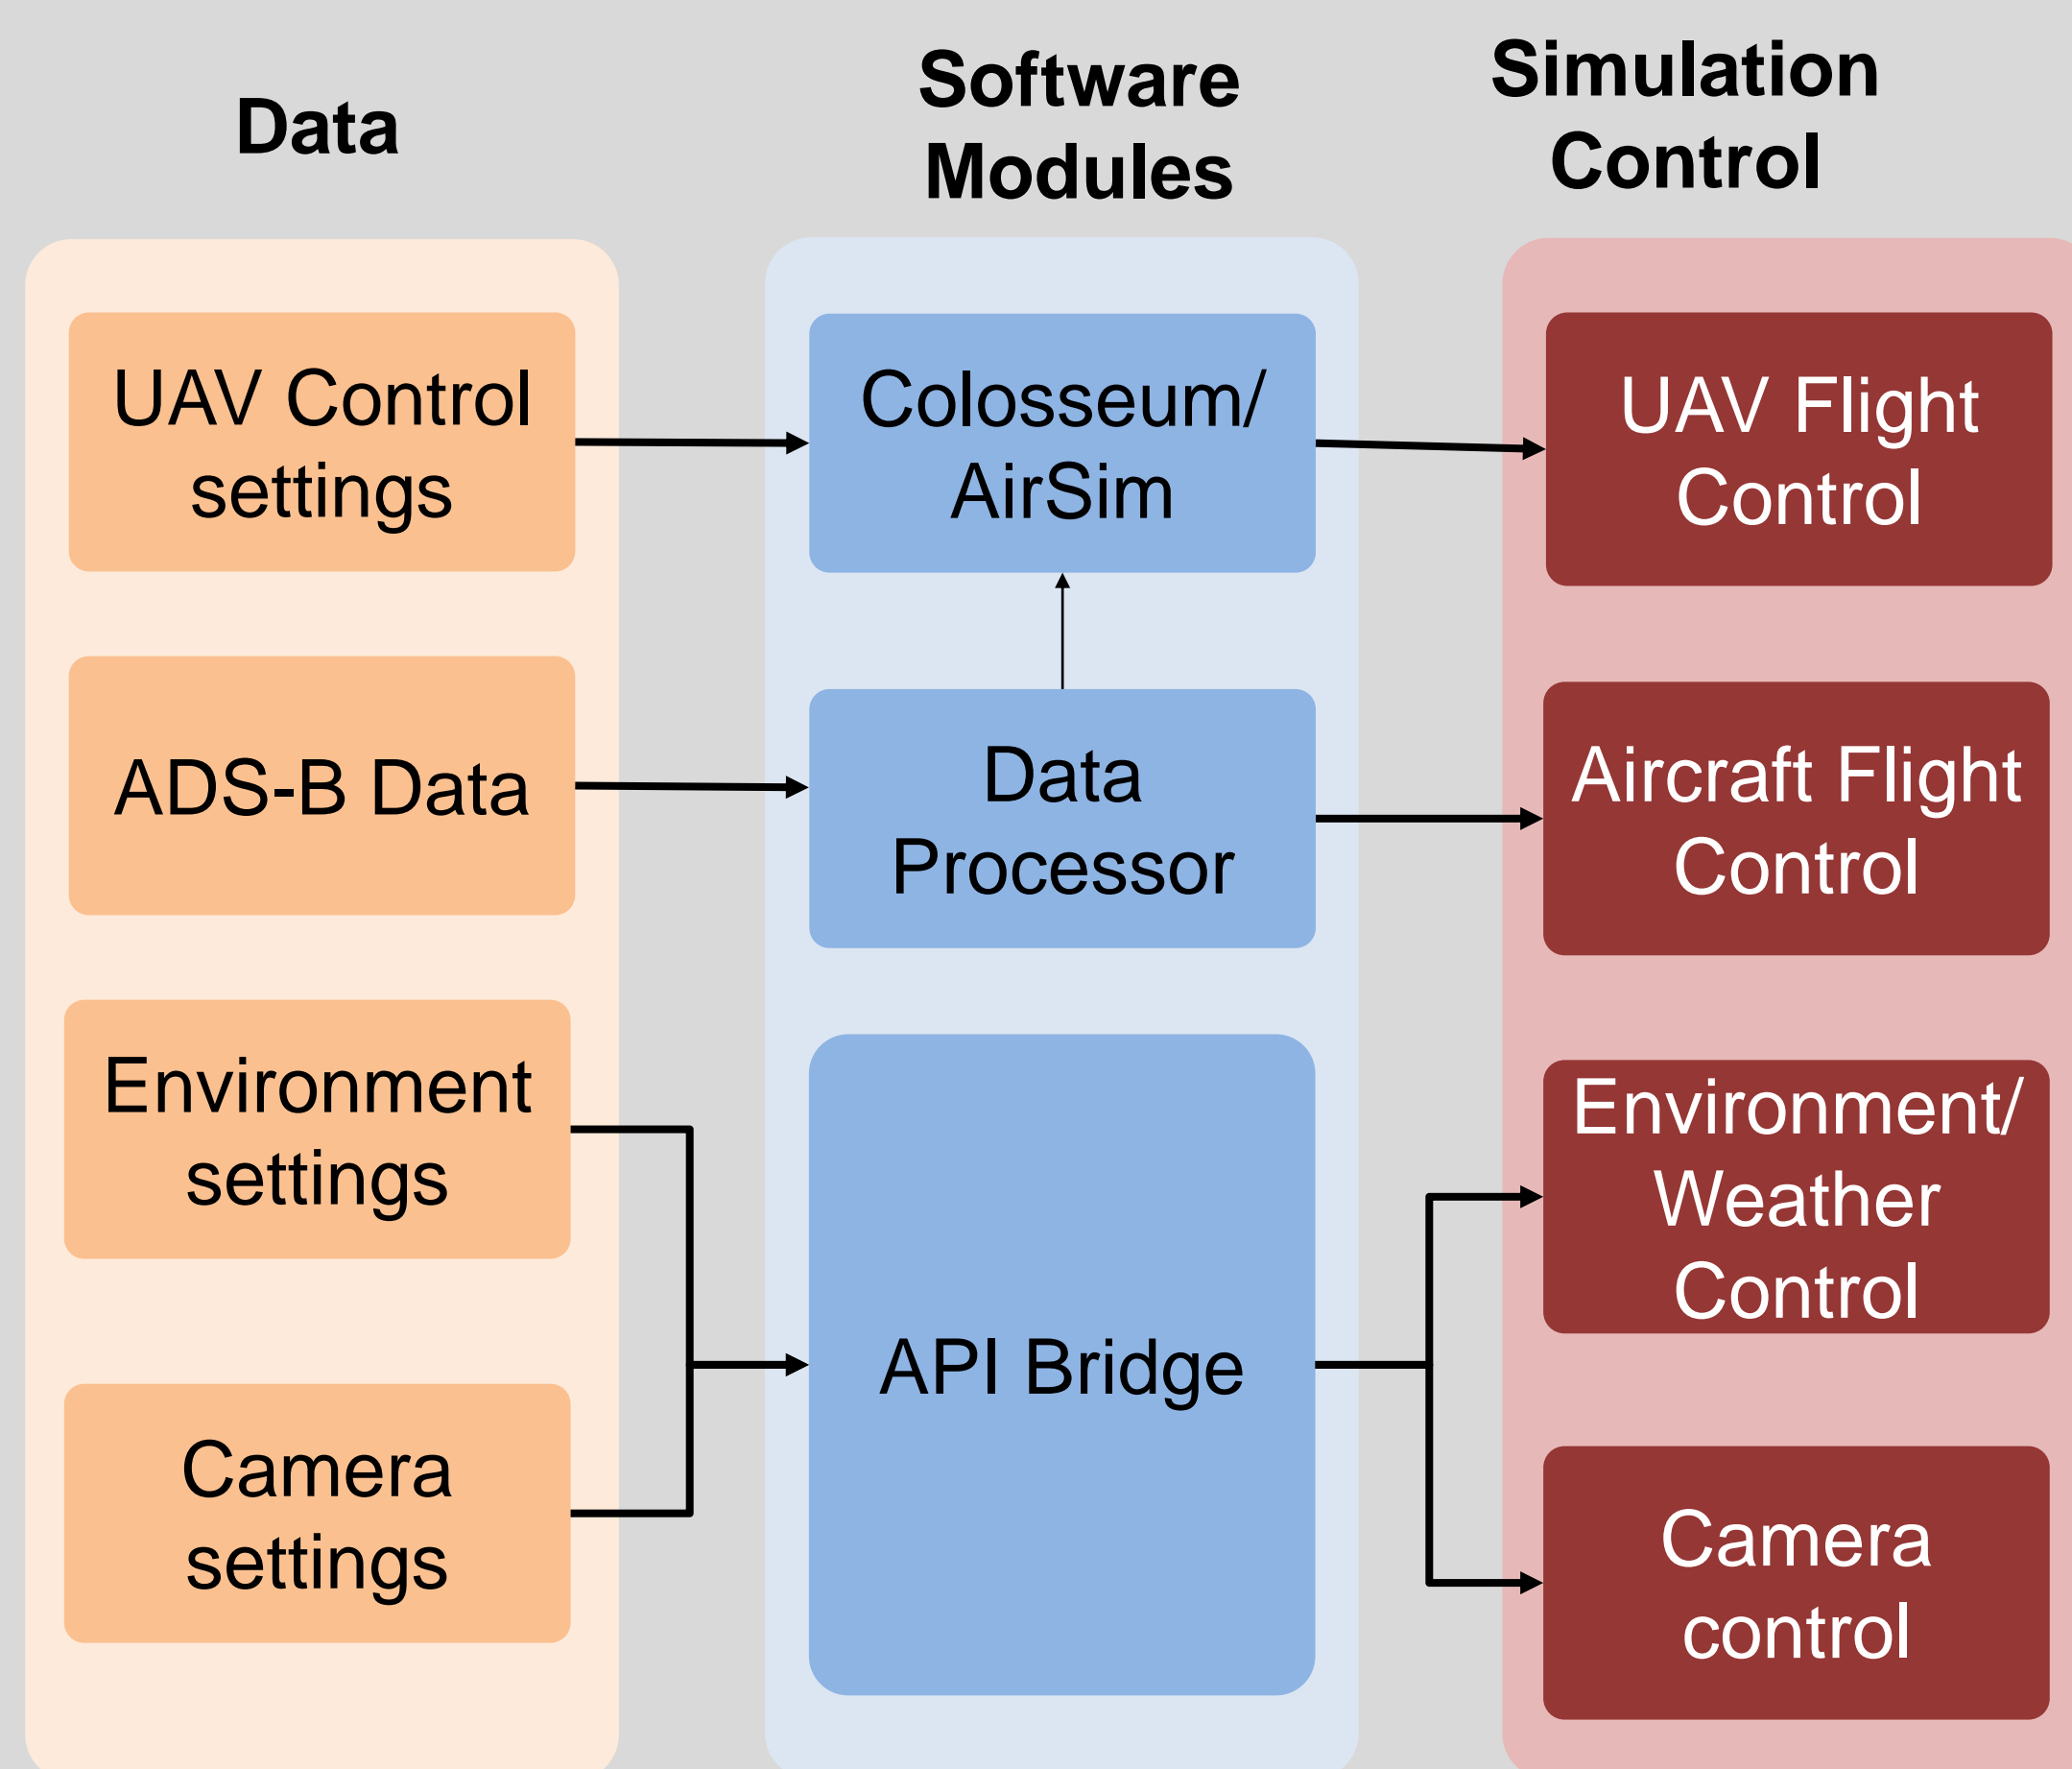 Data
Software
Modules
Simulation
Control
UAV Control
settings
ADS-B Data
Environment
settings
Camera
settings
Colosseum/
AirSim
Data
Processor
API Bridge
UAV Flight
Control
Aircraft Flight
Control
Environment/
Weather
Control
Camera
control